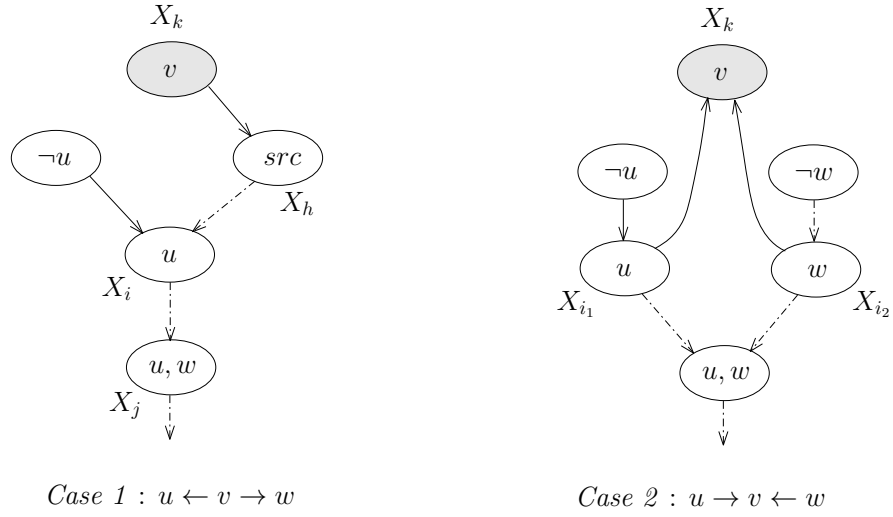 X_k
v
¬u
src
X_h
u
X_i
u, w
X_j
Case 1 : u ← v → w
X_k
v
¬u
¬w
u
w
X_{i_1}
X_{i_2}
u, w
Case 2 : u → v ← w